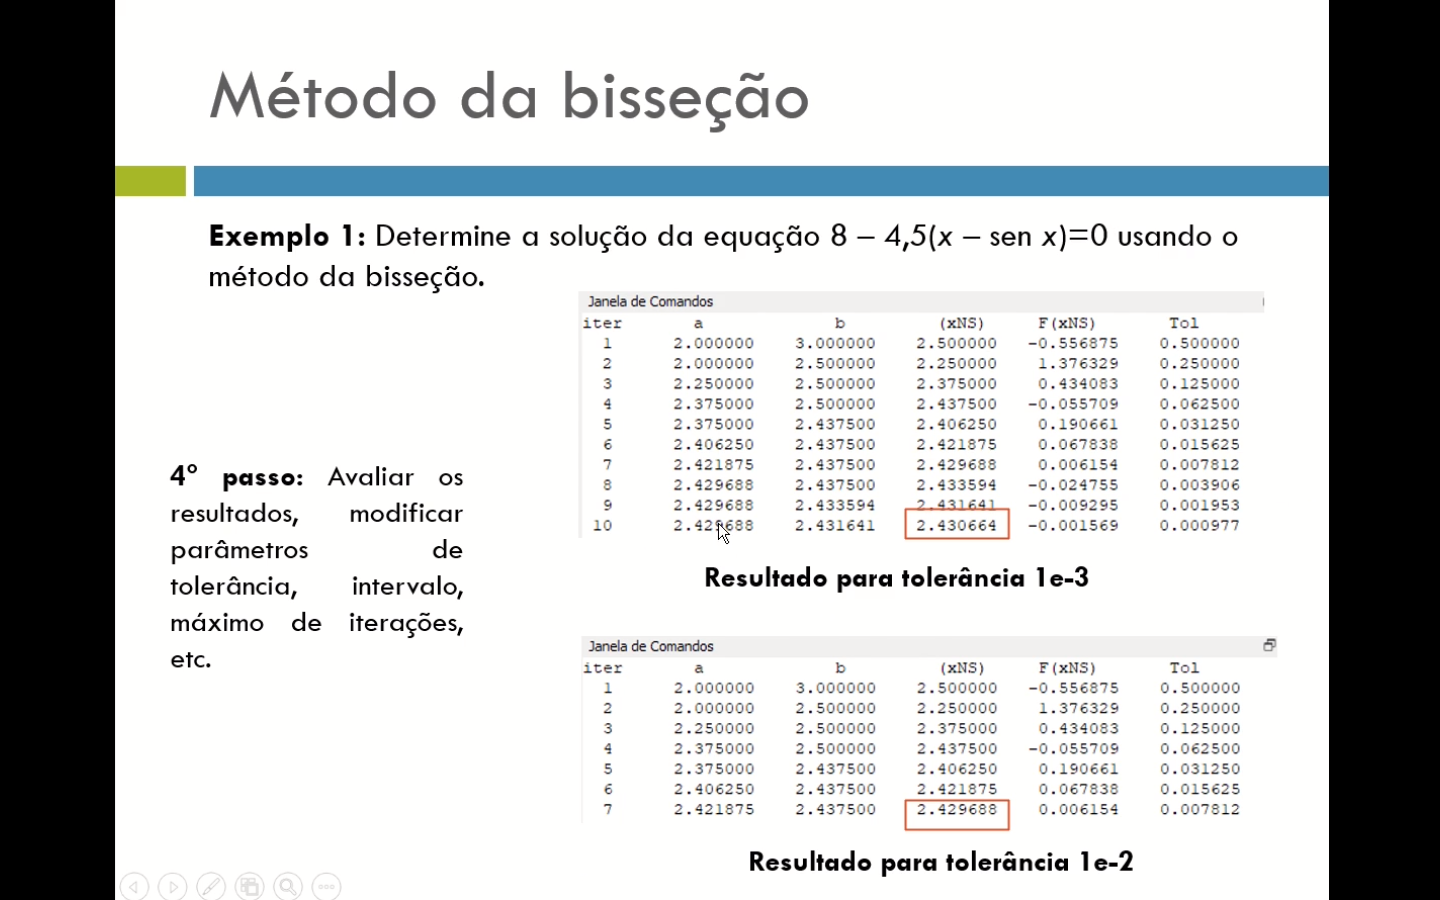 Método da bisseção
Exemplo 1: Determine a solução da equação 8 – 4,5(x – sen x)=0 usando o
método da bisseção.
Janela de Comandos
iter a b (xNS) F(xNS) Tol
1 2.000000 3.000000 2.500000 -0.556875 0.500000
2 2.000000 2.500000 2.250000 1.376329 0.250000
3 2.250000 2.500000 2.375000 0.434083 0.125000
4 2.375000 2.500000 2.437500 -0.055709 0.062500
5 2.375000 2.437500 2.406250 0.190661 0.031250
6 2.406250 2.437500 2.421875 0.067838 0.015625
7 2.421875 2.437500 2.429688 0.006154 0.007812
8 2.429688 2.437500 2.433594 -0.024755 0.003906
9 2.429688 2.433594 2.431641 -0.009295 0.001953
10 2.429688 2.431641 2.430664 -0.001569 0.000977
Resultado para tolerância 1e-3
4º passo: Avaliar os
resultados, modificar
parâmetros de
tolerância, intervalo,
máximo de iterações,
etc.
Janela de Comandos
iter a b (xNS) F(xNS) Tol
1 2.000000 3.000000 2.500000 -0.556875 0.500000
2 2.000000 2.500000 2.250000 1.376329 0.250000
3 2.250000 2.500000 2.375000 0.434083 0.125000
4 2.375000 2.500000 2.437500 -0.055709 0.062500
5 2.375000 2.437500 2.406250 0.190661 0.031250
6 2.406250 2.437500 2.421875 0.067838 0.015625
7 2.421875 2.437500 2.429688 0.006154 0.007812
Resultado para tolerância 1e-2